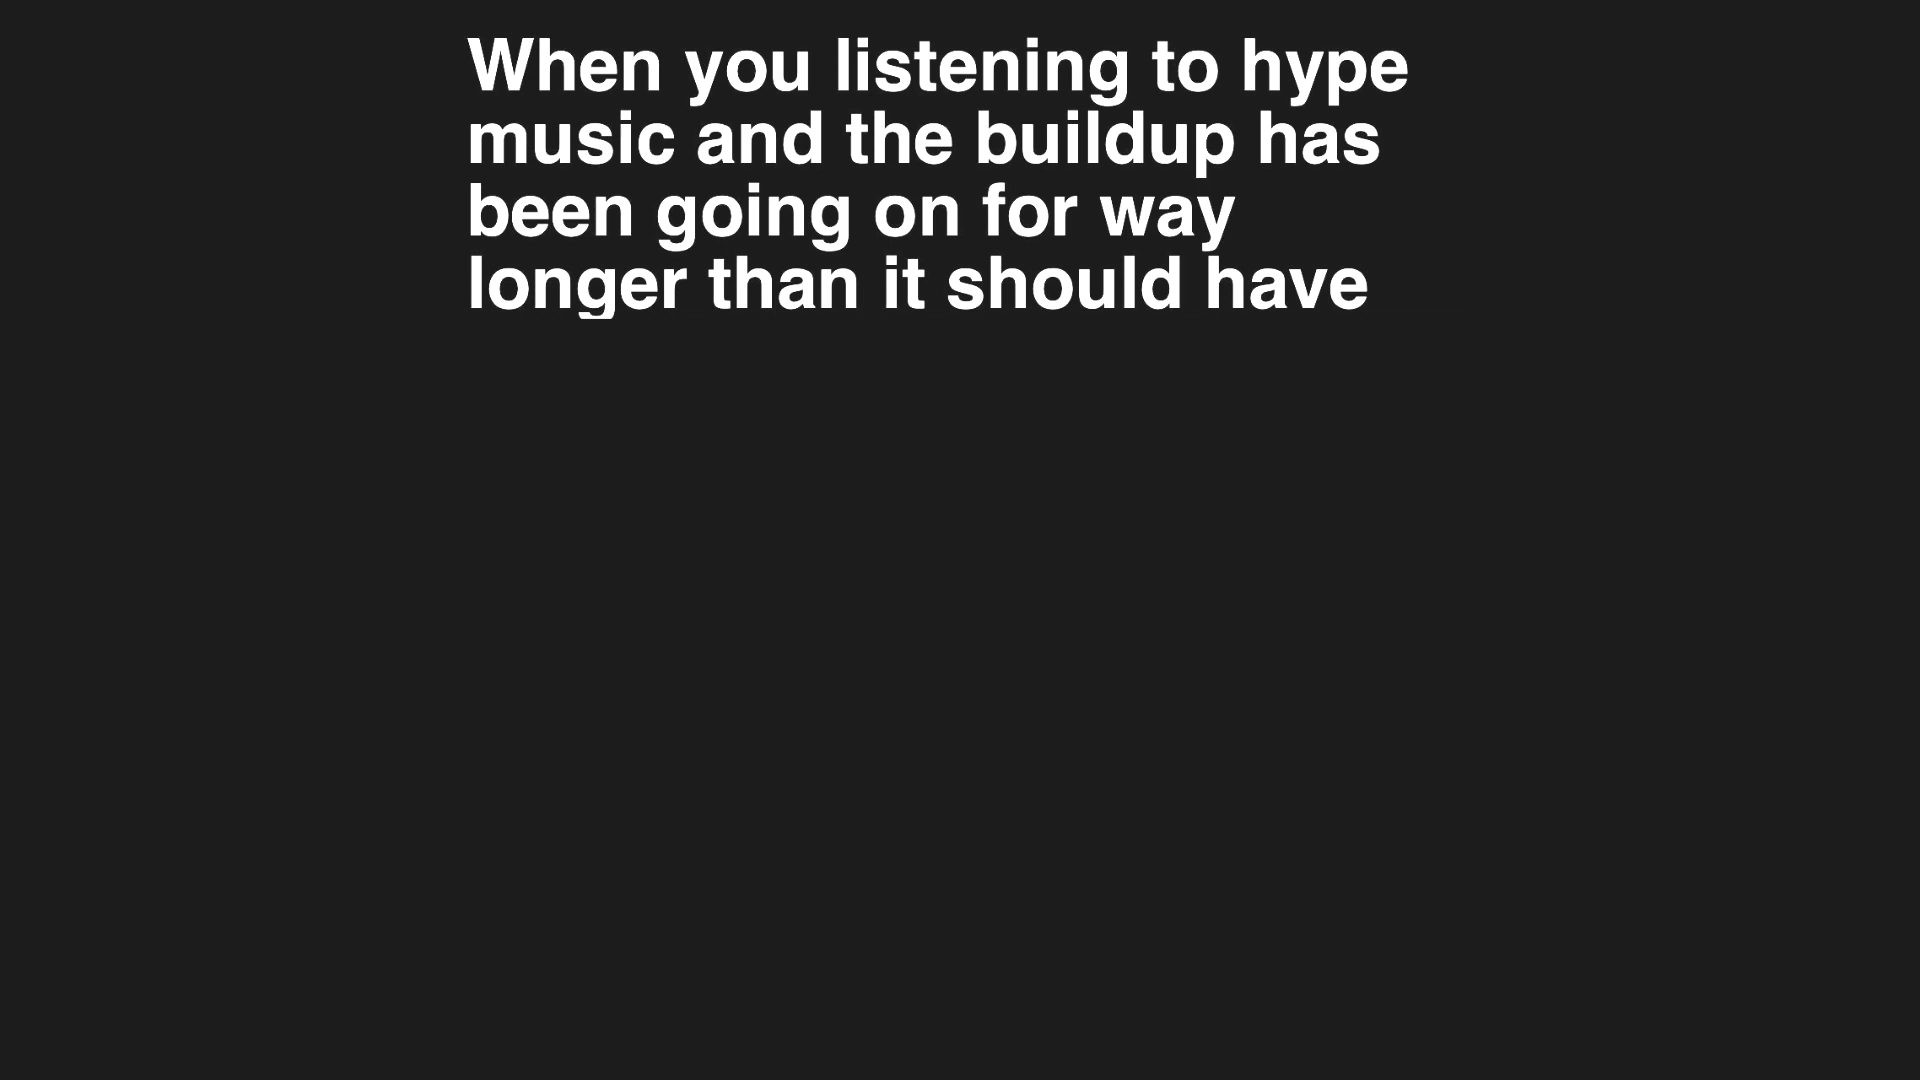 When you listening to hype
music and the buildup has
been going on for way
longer than it should have